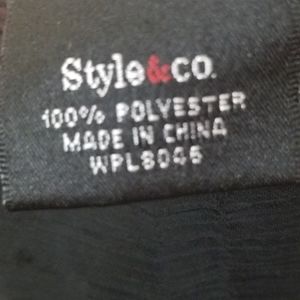 Style&co.
100% POLYESTER
MADE IN CHINA
WPL8046